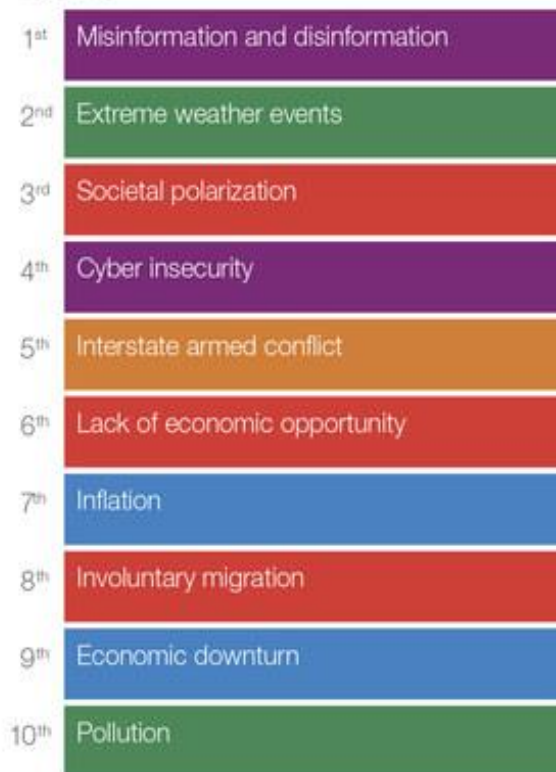 1st Misinformation and disinformation
2nd Extreme weather events
3rd Societal polarization
4th Cyber insecurity
5th Interstate armed conflict
6th Lack of economic opportunity
7th Inflation
8th Involuntary migration
9th Economic downturn
10th Pollution